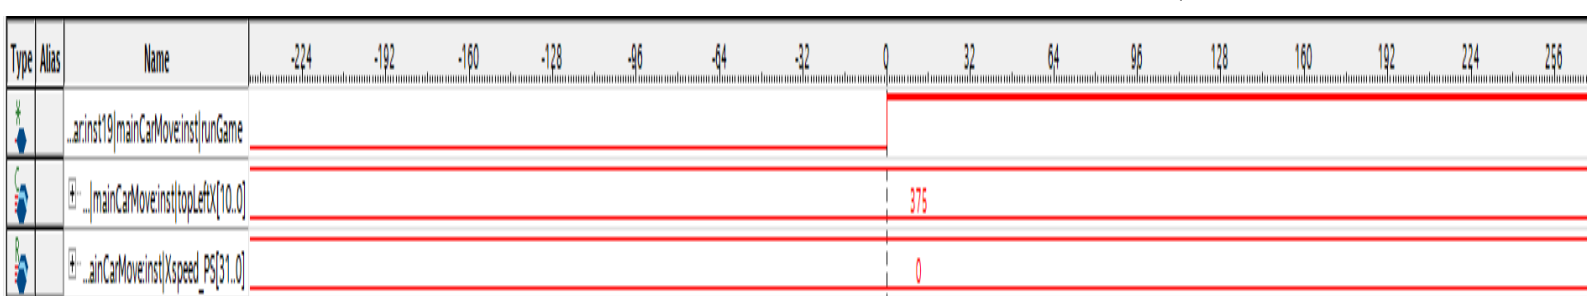 Type Alias Name -224 -192 -160 -128 -96 -64 -32 0 32 64 96 128 160 192 224 256
* ...ar:inst19|mainCarMove:inst|runGame
C ...|mainCarMove:inst|topLeftX[10..0] 375
R ...ainCarMove:inst|Xspeed_PS[31..0] 0